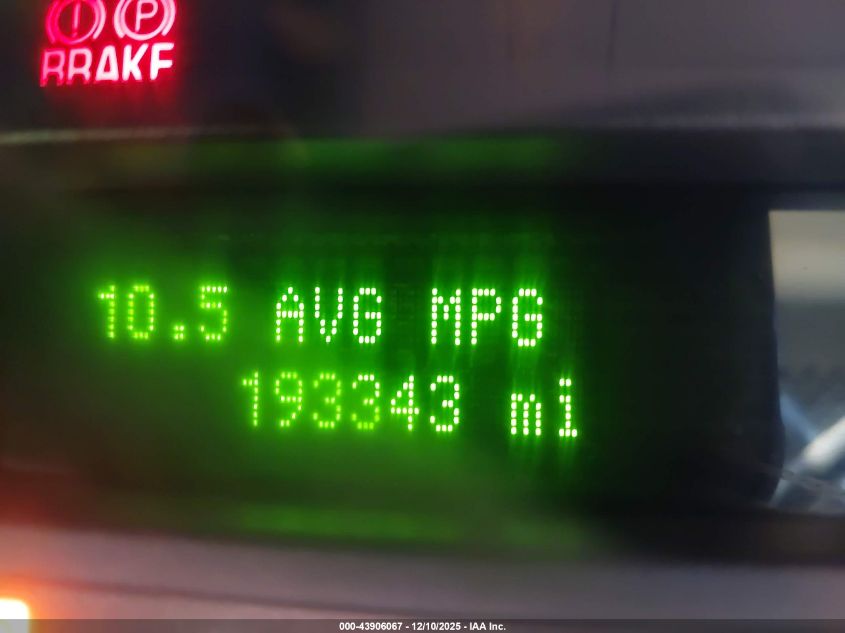 BRAKE
10.5 AVG MPG
193343 mi
000-43906067 - 12/10/2025 - IAA Inc.